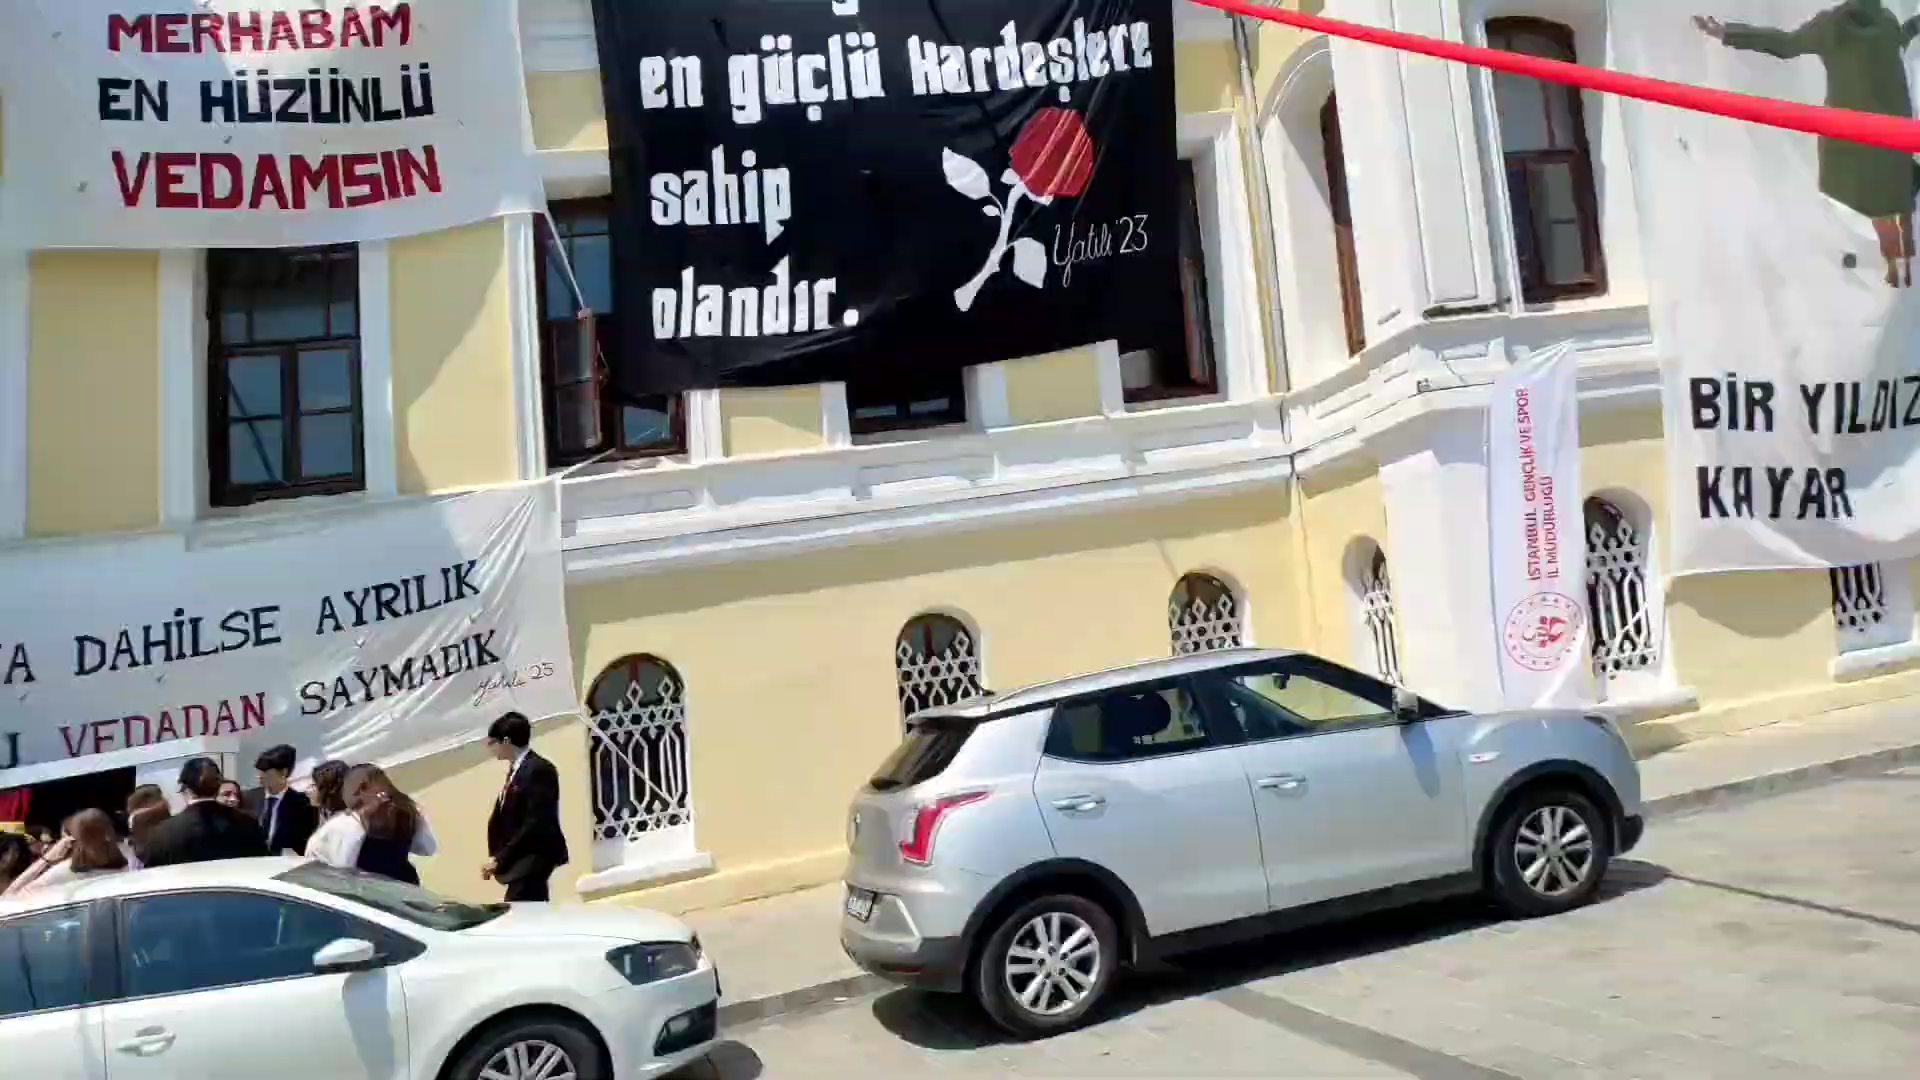 MERHABAM
EN HÜZÜNLÜ
VEDAMSIN
en güçlü kardeşlere
sahip
olandır.
Yatılı '23
BİR YILDIZ
KAYAR
İSTANBUL GENÇLİK VE SPOR
İL MÜDÜRLÜĞÜ
DAHİLSE AYRILIK
VEDADAN SAYMADIK
Yatılı '23